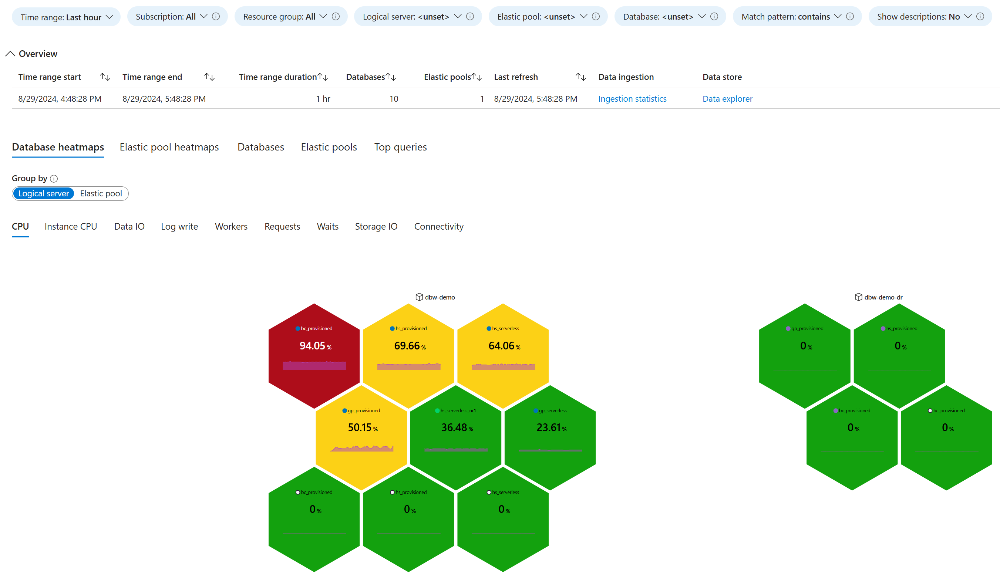 Time range: Last hour Subscription: All Resource group: All Logical server: <unset> Elastic pool: <unset> Database: <unset> Match pattern: contains Show descriptions: No
Overview
Time range start Time range end Time range duration Databases Elastic pools Last refresh Data ingestion Data store
8/29/2024, 4:48:28 PM 8/29/2024, 5:48:28 PM 1 hr 10 1 8/29/2024, 5:48:28 PM Ingestion statistics Data explorer
Database heatmaps Elastic pool heatmaps Databases Elastic pools Top queries
Group by
Logical server Elastic pool
CPU Instance CPU Data IO Log write Workers Requests Waits Storage IO Connectivity
dbw-demo
bc_provisioned hs_provisioned hs_serverless
94.05 % 69.66 % 64.06 %
gp_provisioned hs_serverless_nr1 gp_serverless
50.15 % 36.48 % 23.61 %
bc_provisioned hs_provisioned hs_serverless
0 % 0 % 0 %
dbw-demo-dr
gp_provisioned hs_provisioned
0 % 0 %
bc_provisioned bc_provisioned
0 % 0 %